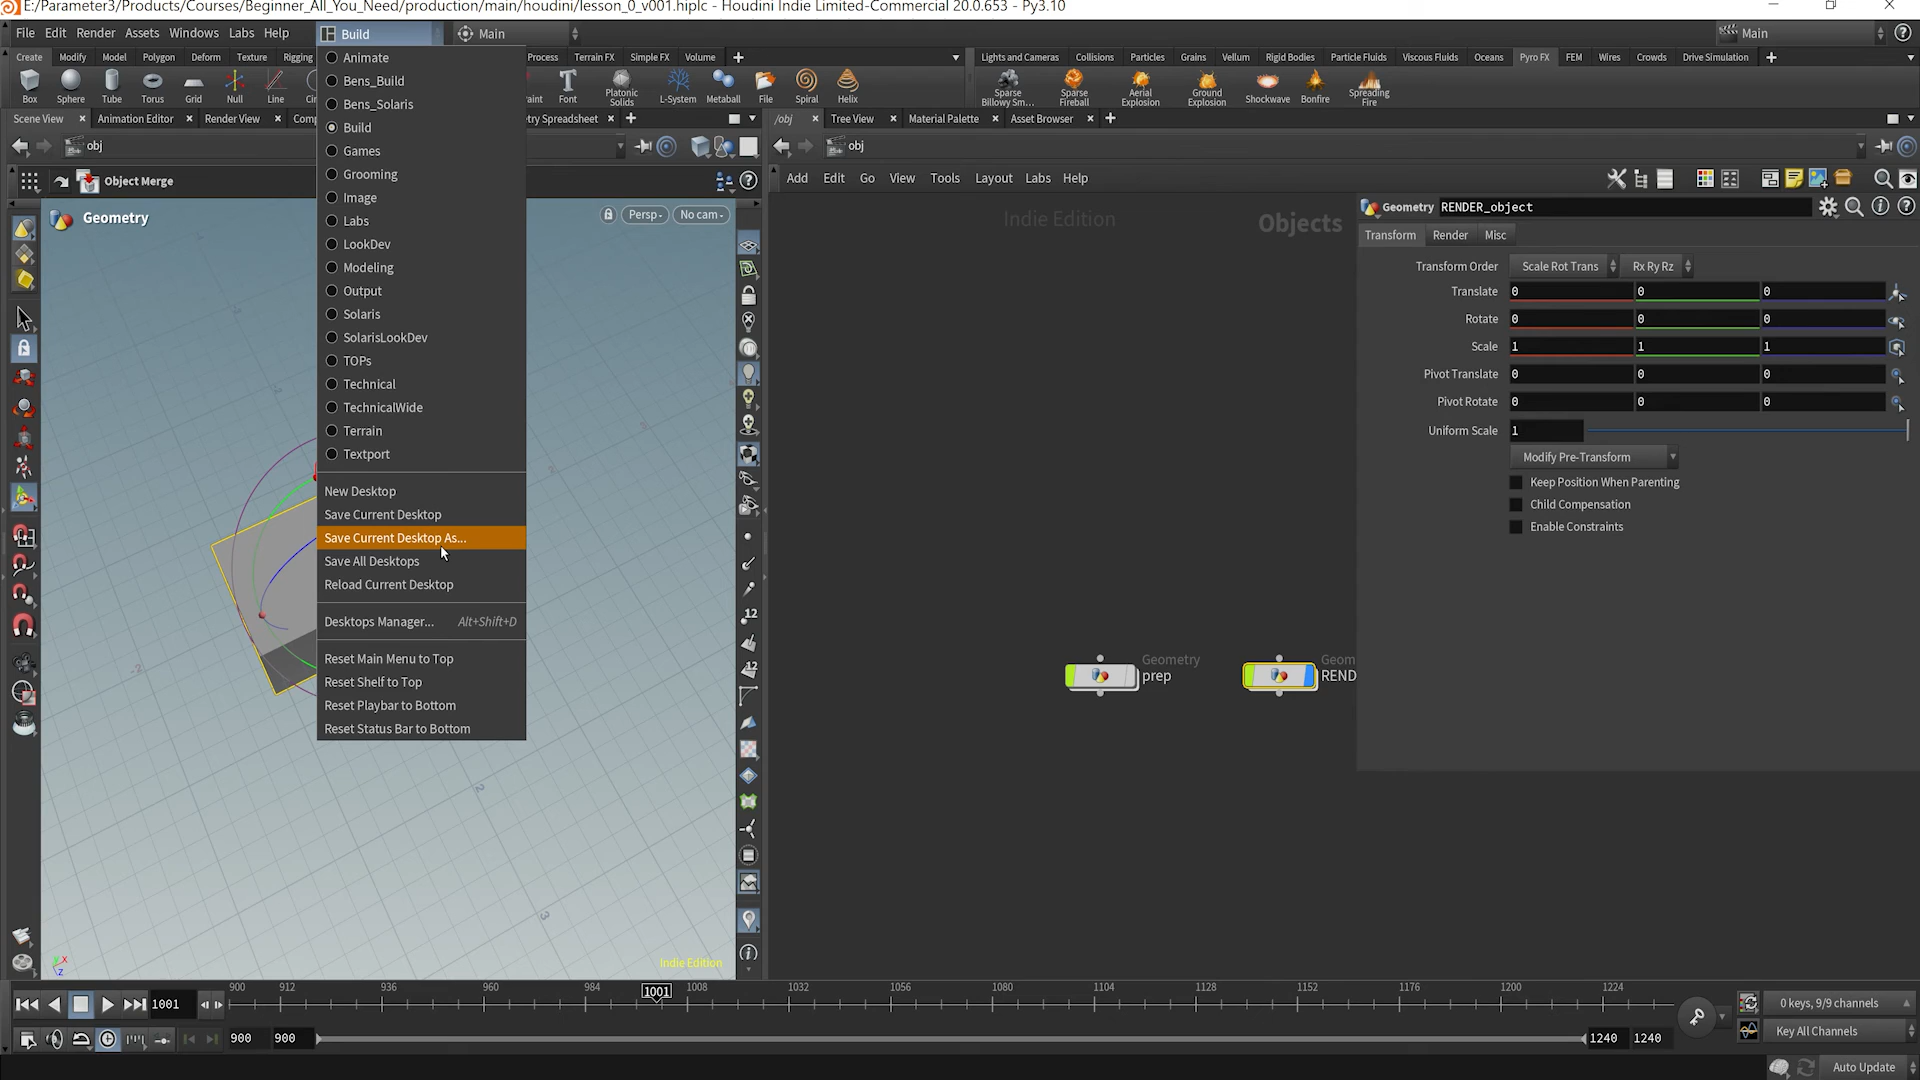 E:/Parameter3/Products/Courses/Beginner_All_You_Need/production/main/houdini/lesson_0_v001.hiplc - Houdini Indie Limited-Commercial 20.0.653 - Py3.10
File Edit Render Assets Windows Labs Help Build Main Main
Create Modify Model Polygon Deform Texture Rigging Process Terrain FX Simple FX Volume Lights and Cameras Collisions Particles Grains Vellum Rigid Bodies Particle Fluids Viscous Fluids Oceans Pyro FX FEM Wires Crowds Drive Simulation
Box Sphere Tube Torus Grid Null Line Font Platonic Solids L-System Metaball File Spiral Helix Sparse Billowy Sm... Sparse Fireball Aerial Explosion Ground Explosion Shockwave Bonfire Spreading Fire
Scene View Animation Editor Render View Spreadsheet /obj Tree View Material Palette Asset Browser
obj obj
Object Merge
Add Edit Go View Tools Layout Labs Help
Geometry Persp No cam
Indie Edition Objects
Animate
Bens_Build
Bens_Solaris
Build
Games
Grooming
Image
Labs
LookDev
Modeling
Output
Solaris
SolarisLookDev
TOPs
Technical
TechnicalWide
Terrain
Textport
New Desktop
Save Current Desktop
Save Current Desktop As...
Save All Desktops
Reload Current Desktop
Desktops Manager... Alt+Shift+D
Reset Main Menu to Top
Reset Shelf to Top
Reset Playbar to Bottom
Reset Status Bar to Bottom
Geometry RENDER_object
Transform Render Misc
Transform Order Scale Rot Trans Rx Ry Rz
Translate 0 0 0
Rotate 0 0 0
Scale 1 1 1
Pivot Translate 0 0 0
Pivot Rotate 0 0 0
Uniform Scale 1
Modify Pre-Transform
Keep Position When Parenting
Child Compensation
Enable Constraints
Geometry
prep
Geom
REND
12
12
Indie Edition
1001 900 912 936 960 984 1001 1008 1032 1056 1080 1104 1128 1152 1176 1200 1224 0 keys, 9/9 channels
900 900 1240 1240 Key All Channels
Auto Update